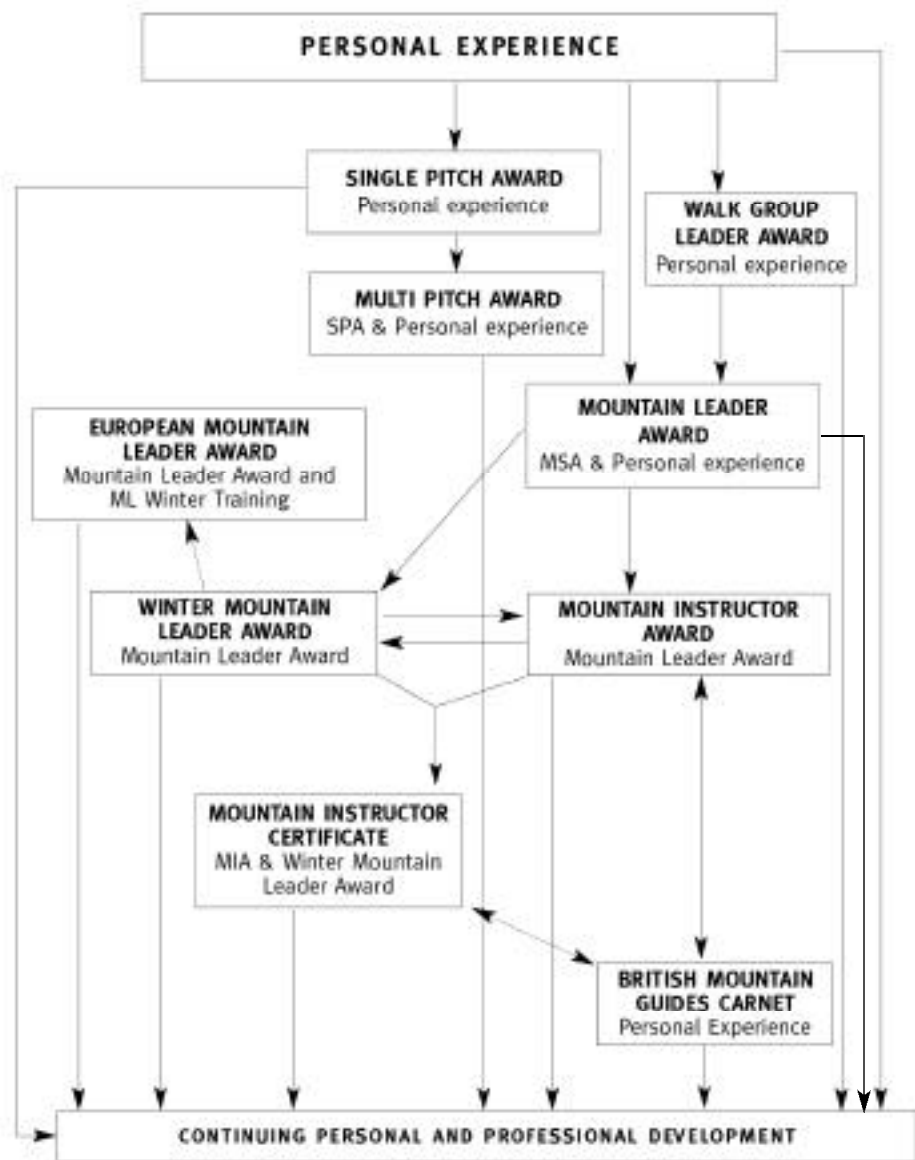 PERSONAL EXPERIENCE
SINGLE PITCH AWARD
Personal experience
WALK GROUP
LEADER AWARD
Personal experience
MULTI PITCH AWARD
SPA & Personal experience
MOUNTAIN LEADER
AWARD
MSA & Personal experience
EUROPEAN MOUNTAIN
LEADER AWARD
Mountain Leader Award and
ML Winter Training
WINTER MOUNTAIN
LEADER AWARD
Mountain Leader Award
MOUNTAIN INSTRUCTOR
AWARD
Mountain Leader Award
MOUNTAIN INSTRUCTOR
CERTIFICATE
MIA & Winter Mountain
Leader Award
BRITISH MOUNTAIN
GUIDES CARNET
Personal Experience
CONTINUING PERSONAL AND PROFESSIONAL DEVELOPMENT